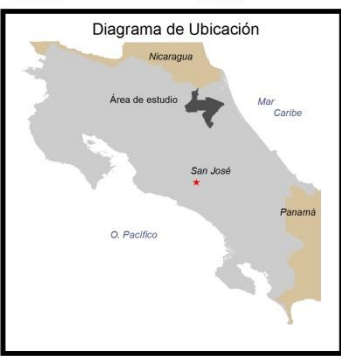 Diagrama de Ubicación
Nicaragua
Área de estudio
Mar
Caribe
San José
Panamá
O. Pacífico